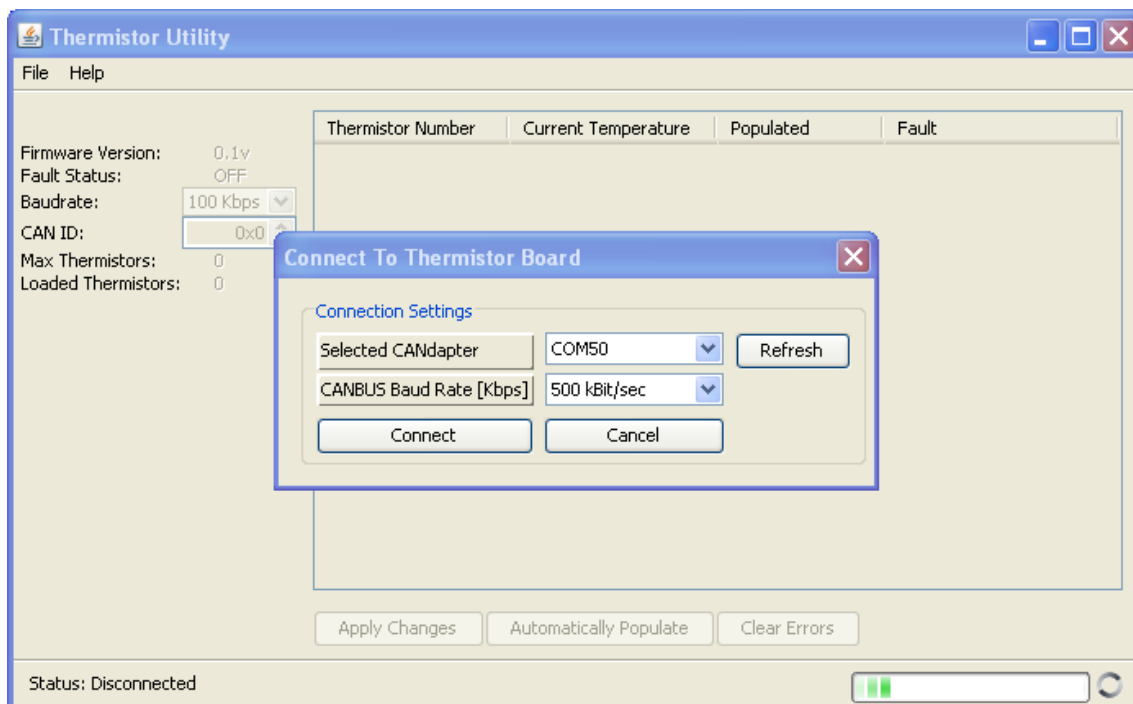 Thermistor Utility
File Help
Thermistor Number Current Temperature Populated Fault
Firmware Version: 0.1v
Fault Status: OFF
Baudrate: 100 Kbps
CAN ID: 0x0
Max Thermistors: 0
Loaded Thermistors: 0
Connect To Thermistor Board
Connection Settings
Selected CANdapter COM50 Refresh
CANBUS Baud Rate [Kbps] 500 kBit/sec
Connect Cancel
Apply Changes Automatically Populate Clear Errors
Status: Disconnected